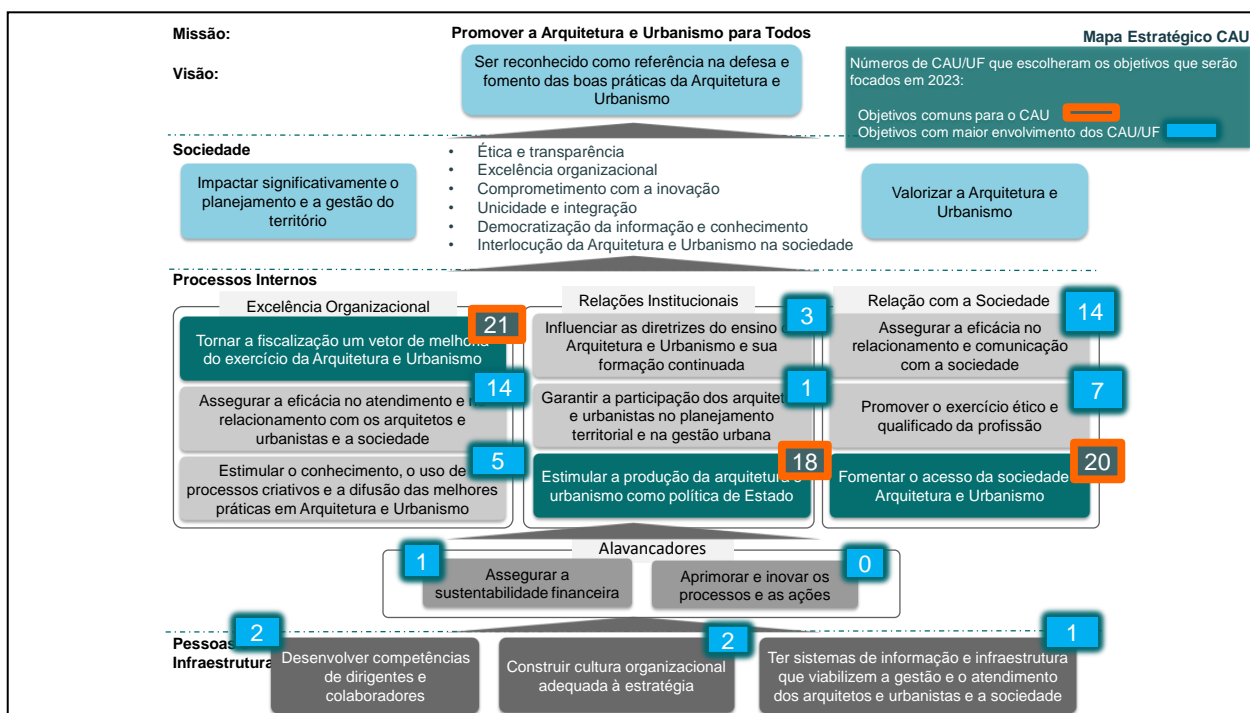 Missão:
Promover a Arquitetura e Urbanismo para Todos
Mapa Estratégico CAU
Visão:
Ser reconhecido como referência na defesa e
fomento das boas práticas da Arquitetura e
Urbanismo
Números de CAU/UF que escolheram os objetivos que serão
focados em 2023:
Objetivos comuns para o CAU
Objetivos com maior envolvimento dos CAU/UF
Sociedade
Impactar significativamente o
planejamento e a gestão do
território
• Ética e transparência
• Excelência organizacional
• Comprometimento com a inovação
• Unicidade e integração
• Democratização da informação e conhecimento
• Interlocução da Arquitetura e Urbanismo na sociedade
Valorizar a Arquitetura e
Urbanismo
Processos Internos
Excelência Organizacional
21
Tornar a fiscalização um vetor de melhoria
do exercício da Arquitetura e Urbanismo
14
Assegurar a eficácia no atendimento e
relacionamento com os arquitetos e
urbanistas e a sociedade
5
Estimular o conhecimento, o uso de
processos criativos e a difusão das melhores
práticas em Arquitetura e Urbanismo
Relações Institucionais
3
Influenciar as diretrizes do ensino
Arquitetura e Urbanismo e sua
formação continuada
1
Garantir a participação dos
e urbanistas no planejamento
territorial e na gestão urbana
18
Estimular a produção da arquitetura
urbanismo como política de Estado
Relação com a Sociedade
14
Assegurar a eficácia no
relacionamento e comunicação
com a sociedade
7
Promover o exercício ético e
qualificado da profissão
20
Fomentar o acesso da sociedade
Arquitetura e Urbanismo
Alavancadores
1
Assegurar a
sustentabilidade financeira
0
Aprimorar e inovar os
processos e as ações
Pessoas
Infraestrutura
2
Desenvolver competências
de dirigentes e
colaboradores
2
Construir cultura organizacional
adequada à estratégia
1
Ter sistemas de informação e infraestrutura
que viabilizem a gestão e o atendimento
dos arquitetos e urbanistas e a sociedade